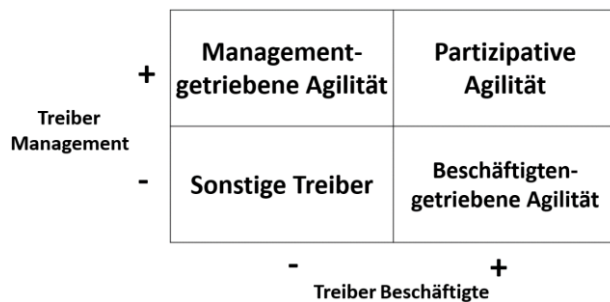 Management-
getriebene Agilität
Partizipative
Agilität
+
Treiber
Management
-
Sonstige Treiber
Beschäftigten-
getriebene Agilität
-
+
Treiber Beschäftigte